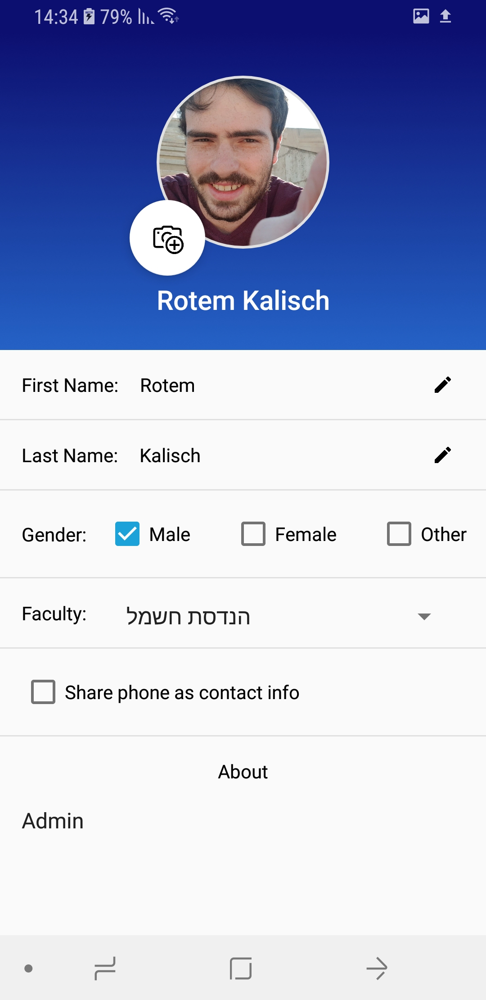 14:34 79%
Rotem Kalisch
First Name: Rotem
Last Name: Kalisch
Gender: Male Female Other
Faculty: הנדסת חשמל
Share phone as contact info
About
Admin